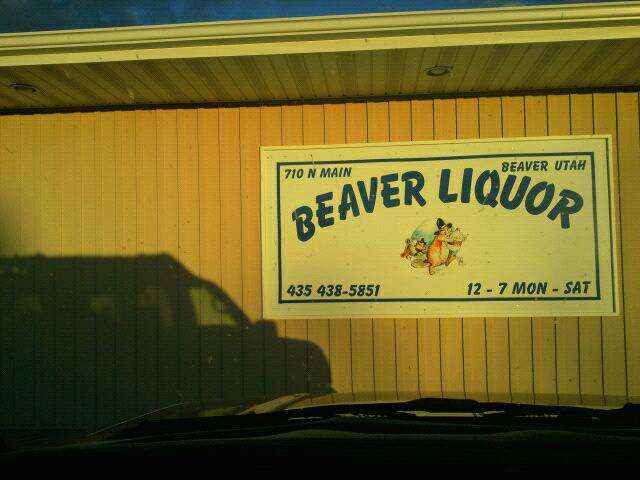 710 N MAIN
BEAVER UTAH
BEAVER LIQUOR
435 438-5851
12 - 7 MON - SAT